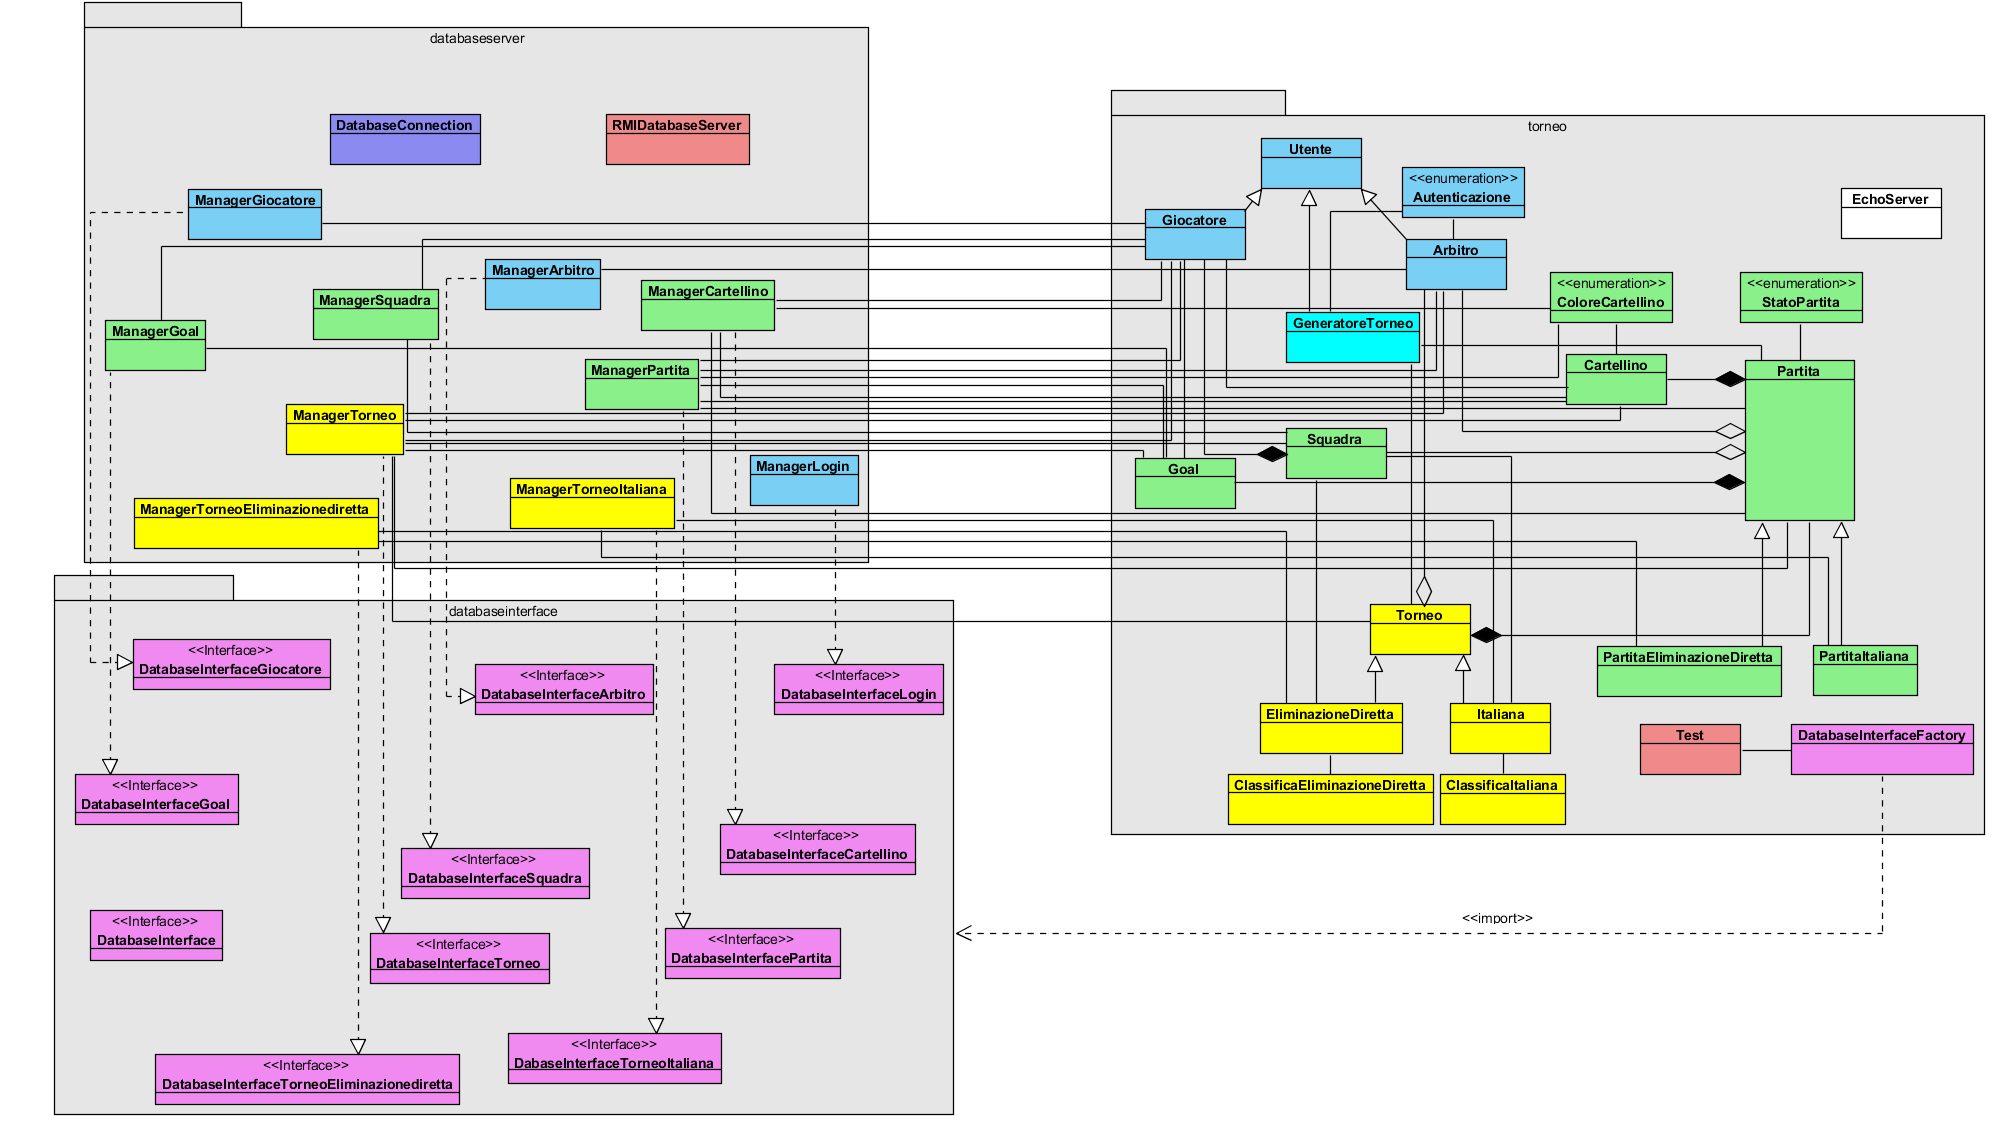 databaseserver
DatabaseConnection
RMIDatabaseServer
ManagerGiocatore
ManagerArbitro
ManagerCartellino
ManagerSquadra
ManagerGoal
ManagerPartita
ManagerTorneo
ManagerLogin
ManagerTorneoItaliana
ManagerTorneoEliminazionediretta
torneo
Utente
<<enumeration>>
Autenticazione
EchoServer
Giocatore
Arbitro
<<enumeration>>
ColoreCartellino
<<enumeration>>
StatoPartita
GeneratoreTorneo
Cartellino
Partita
Squadra
Goal
Torneo
PartitaEliminazioneDiretta
PartitaItaliana
EliminazioneDiretta
Italiana
Test
DatabaseInterfaceFactory
ClassificaEliminazioneDiretta
ClassificaItaliana
databaseinterface
<<Interface>>
DatabaseInterfaceGiocatore
<<Interface>>
DatabaseInterfaceArbitro
<<Interface>>
DatabaseInterfaceLogin
<<Interface>>
DatabaseInterfaceGoal
<<Interface>>
DatabaseInterfaceCartellino
<<Interface>>
DatabaseInterfaceSquadra
<<Interface>>
DatabaseInterface
<<Interface>>
DatabaseInterfaceTorneo
<<Interface>>
DatabaseInterfacePartita
<<Interface>>
DabaseInterfaceTorneoItaliana
<<Interface>>
DatabaseInterfaceTorneoEliminazionediretta
<<import>>